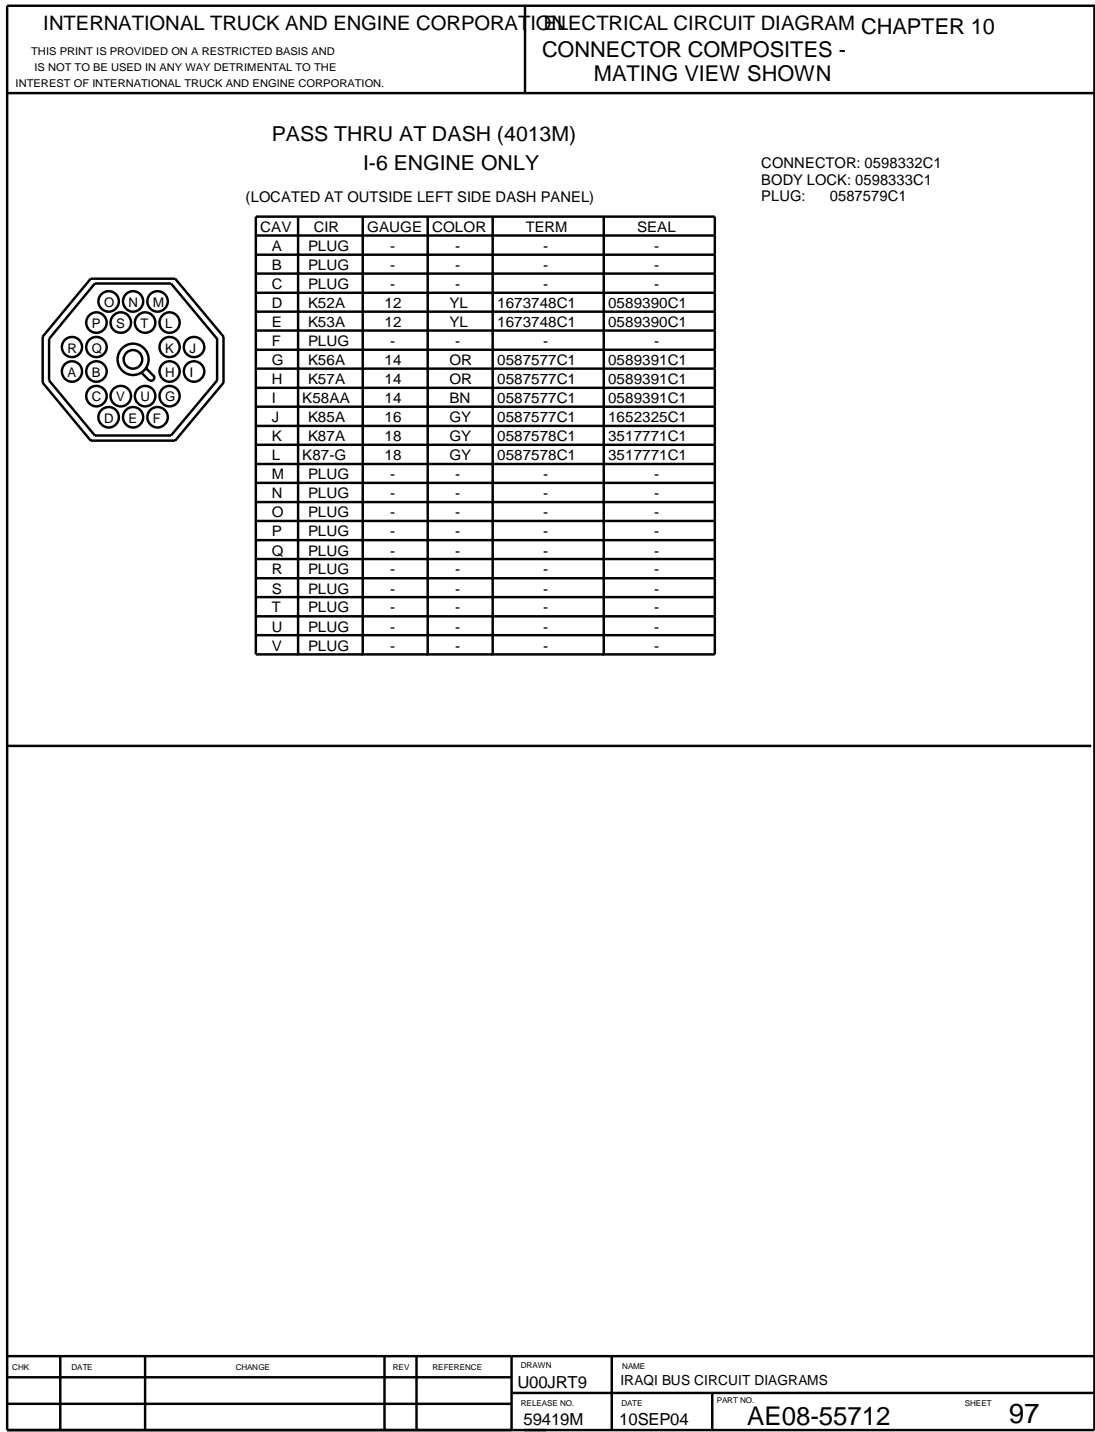 INTERNATIONAL TRUCK AND ENGINE CORPORATION
THIS PRINT IS PROVIDED ON A RESTRICTED BASIS AND
IS NOT TO BE USED IN ANY WAY DETRIMENTAL TO THE
INTEREST OF INTERNATIONAL TRUCK AND ENGINE CORPORATION.
ELECTRICAL CIRCUIT DIAGRAM CHAPTER 10
CONNECTOR COMPOSITES -
MATING VIEW SHOWN
PASS THRU AT DASH (4013M)
I-6 ENGINE ONLY
(LOCATED AT OUTSIDE LEFT SIDE DASH PANEL)
CONNECTOR: 0598332C1
BODY LOCK: 0598333C1
PLUG: 0587579C1
O N M
P S T L
R Q K J
A B H I
C V U G
D E F
CAV CIR GAUGE COLOR TERM SEAL
A PLUG - - - -
B PLUG - - - -
C PLUG - - - -
D K52A 12 YL 1673748C1 0589390C1
E K53A 12 YL 1673748C1 0589390C1
F PLUG - - - -
G K56A 14 OR 0587577C1 0589391C1
H K57A 14 OR 0587577C1 0589391C1
I K58AA 14 BN 0587577C1 0589391C1
J K85A 16 GY 0587577C1 1652325C1
K K87A 18 GY 0587578C1 3517771C1
L K87-G 18 GY 0587578C1 3517771C1
M PLUG - - - -
N PLUG - - - -
O PLUG - - - -
P PLUG - - - -
Q PLUG - - - -
R PLUG - - - -
S PLUG - - - -
T PLUG - - - -
U PLUG - - - -
V PLUG - - - -
CHK DATE CHANGE REV REFERENCE
DRAWN
U00JRT9
NAME
IRAQI BUS CIRCUIT DIAGRAMS
RELEASE NO.
59419M
DATE
10SEP04
PART NO.
AE08-55712
SHEET 97